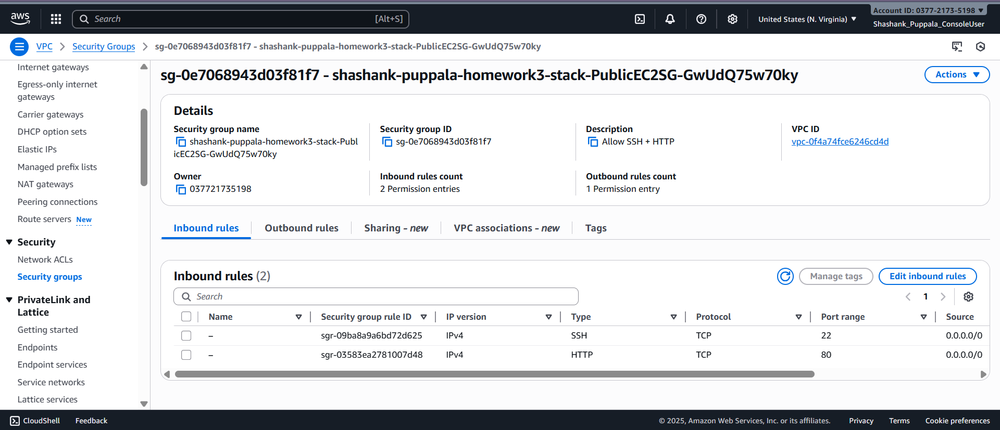 aws
Search [Alt+S]
United States (N. Virginia)
Account ID: 0377-2173-5198
Shashank_Puppala_ConsoleUser
VPC
Security Groups
sg-0e7068943d03f81f7 - shashank-puppala-homework3-stack-PublicEC2SG-GwUdQ75w70ky
Internet gateways
Egress-only internet
gateways
Carrier gateways
DHCP option sets
Elastic IPs
Managed prefix lists
NAT gateways
Peering connections
Route servers New
Security
Network ACLs
Security groups
PrivateLink and
Lattice
Getting started
Endpoints
Endpoint services
Service networks
Lattice services
sg-0e7068943d03f81f7 - shashank-puppala-homework3-stack-PublicEC2SG-GwUdQ75w70ky
Actions
Details
Security group name
shashank-puppala-homework3-stack-Publ
icEC2SG-GwUdQ75w70ky
Security group ID
sg-0e7068943d03f81f7
Description
Allow SSH + HTTP
VPC ID
vpc-0f4a74fce6246cd4d
Owner
037721735198
Inbound rules count
2 Permission entries
Outbound rules count
1 Permission entry
Inbound rules Outbound rules Sharing - new VPC associations - new Tags
Inbound rules (2)
Manage tags
Edit inbound rules
Search
1
Name Security group rule ID IP version Type Protocol Port range Source
– sgr-09ba8a9a6bd72d625 IPv4 SSH TCP 22 0.0.0.0/0
– sgr-03583ea2781007d48 IPv4 HTTP TCP 80 0.0.0.0/0
CloudShell Feedback © 2025, Amazon Web Services, Inc. or its affiliates. Privacy Terms Cookie preferences